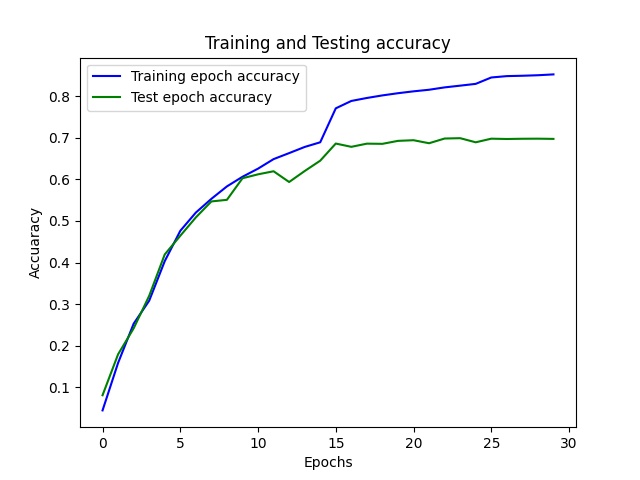 Training and Testing accuracy
Training epoch accuracy
Test epoch accuracy
0.8
0.7
0.6
0.5
0.4
0.3
0.2
0.1
Accuaracy
0 5 10 15 20 25 30
Epochs